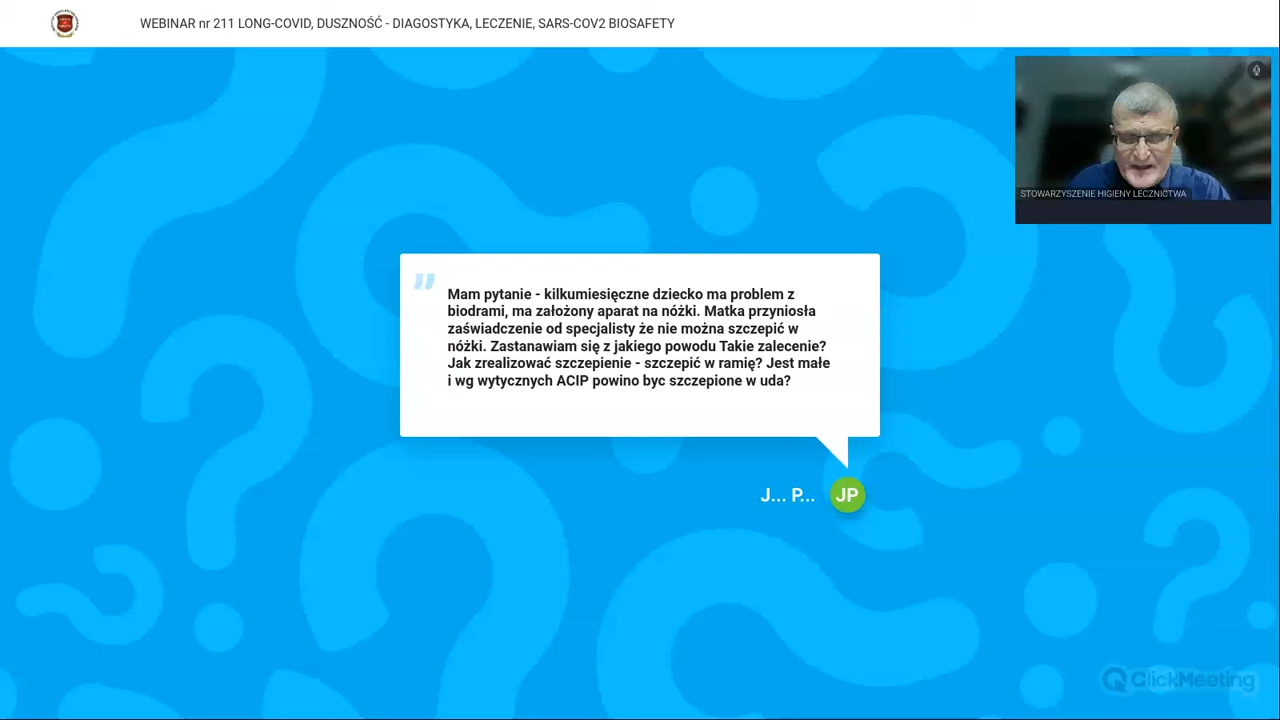 WEBINAR nr 211 LONG-COVID, DUSZNOŚĆ - DIAGOSTYKA, LECZENIE, SARS-COV2 BIOSAFETY
STOWARZYSZENIE HIGIENY LECZNICTWA
Mam pytanie - kilkumiesięczne dziecko ma problem z
biodrami, ma założony aparat na nóżki. Matka przyniosła
zaświadczenie od specjalisty że nie można szczepić w
nóżki. Zastanawiam się z jakiego powodu Takie zalecenie?
Jak zrealizować szczepienie - szczepić w ramię? Jest małe
i wg wytycznych ACIP powino byc szczepione w uda?
J... P... JP
ClickMeeting